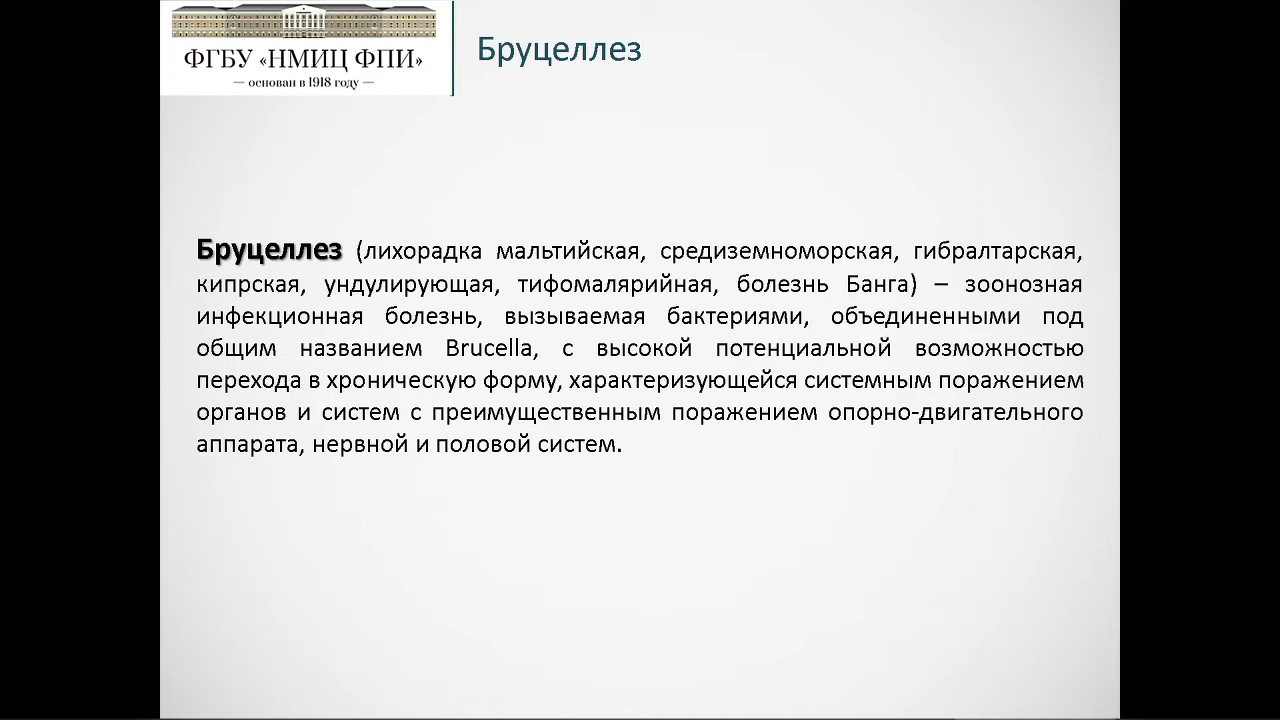 ФГБУ «НМИЦ ФПИ»
— основан в 1918 году —
Бруцеллез
Бруцеллез (лихорадка мальтийская, средиземноморская, гибралтарская,
кипрская, ундулирующая, тифомалярийная, болезнь Банга) – зоонозная
инфекционная болезнь, вызываемая бактериями, объединенными под
общим названием Brucella, с высокой потенциальной возможностью
перехода в хроническую форму, характеризующейся системным поражением
органов и систем с преимущественным поражением опорно-двигательного
аппарата, нервной и половой систем.